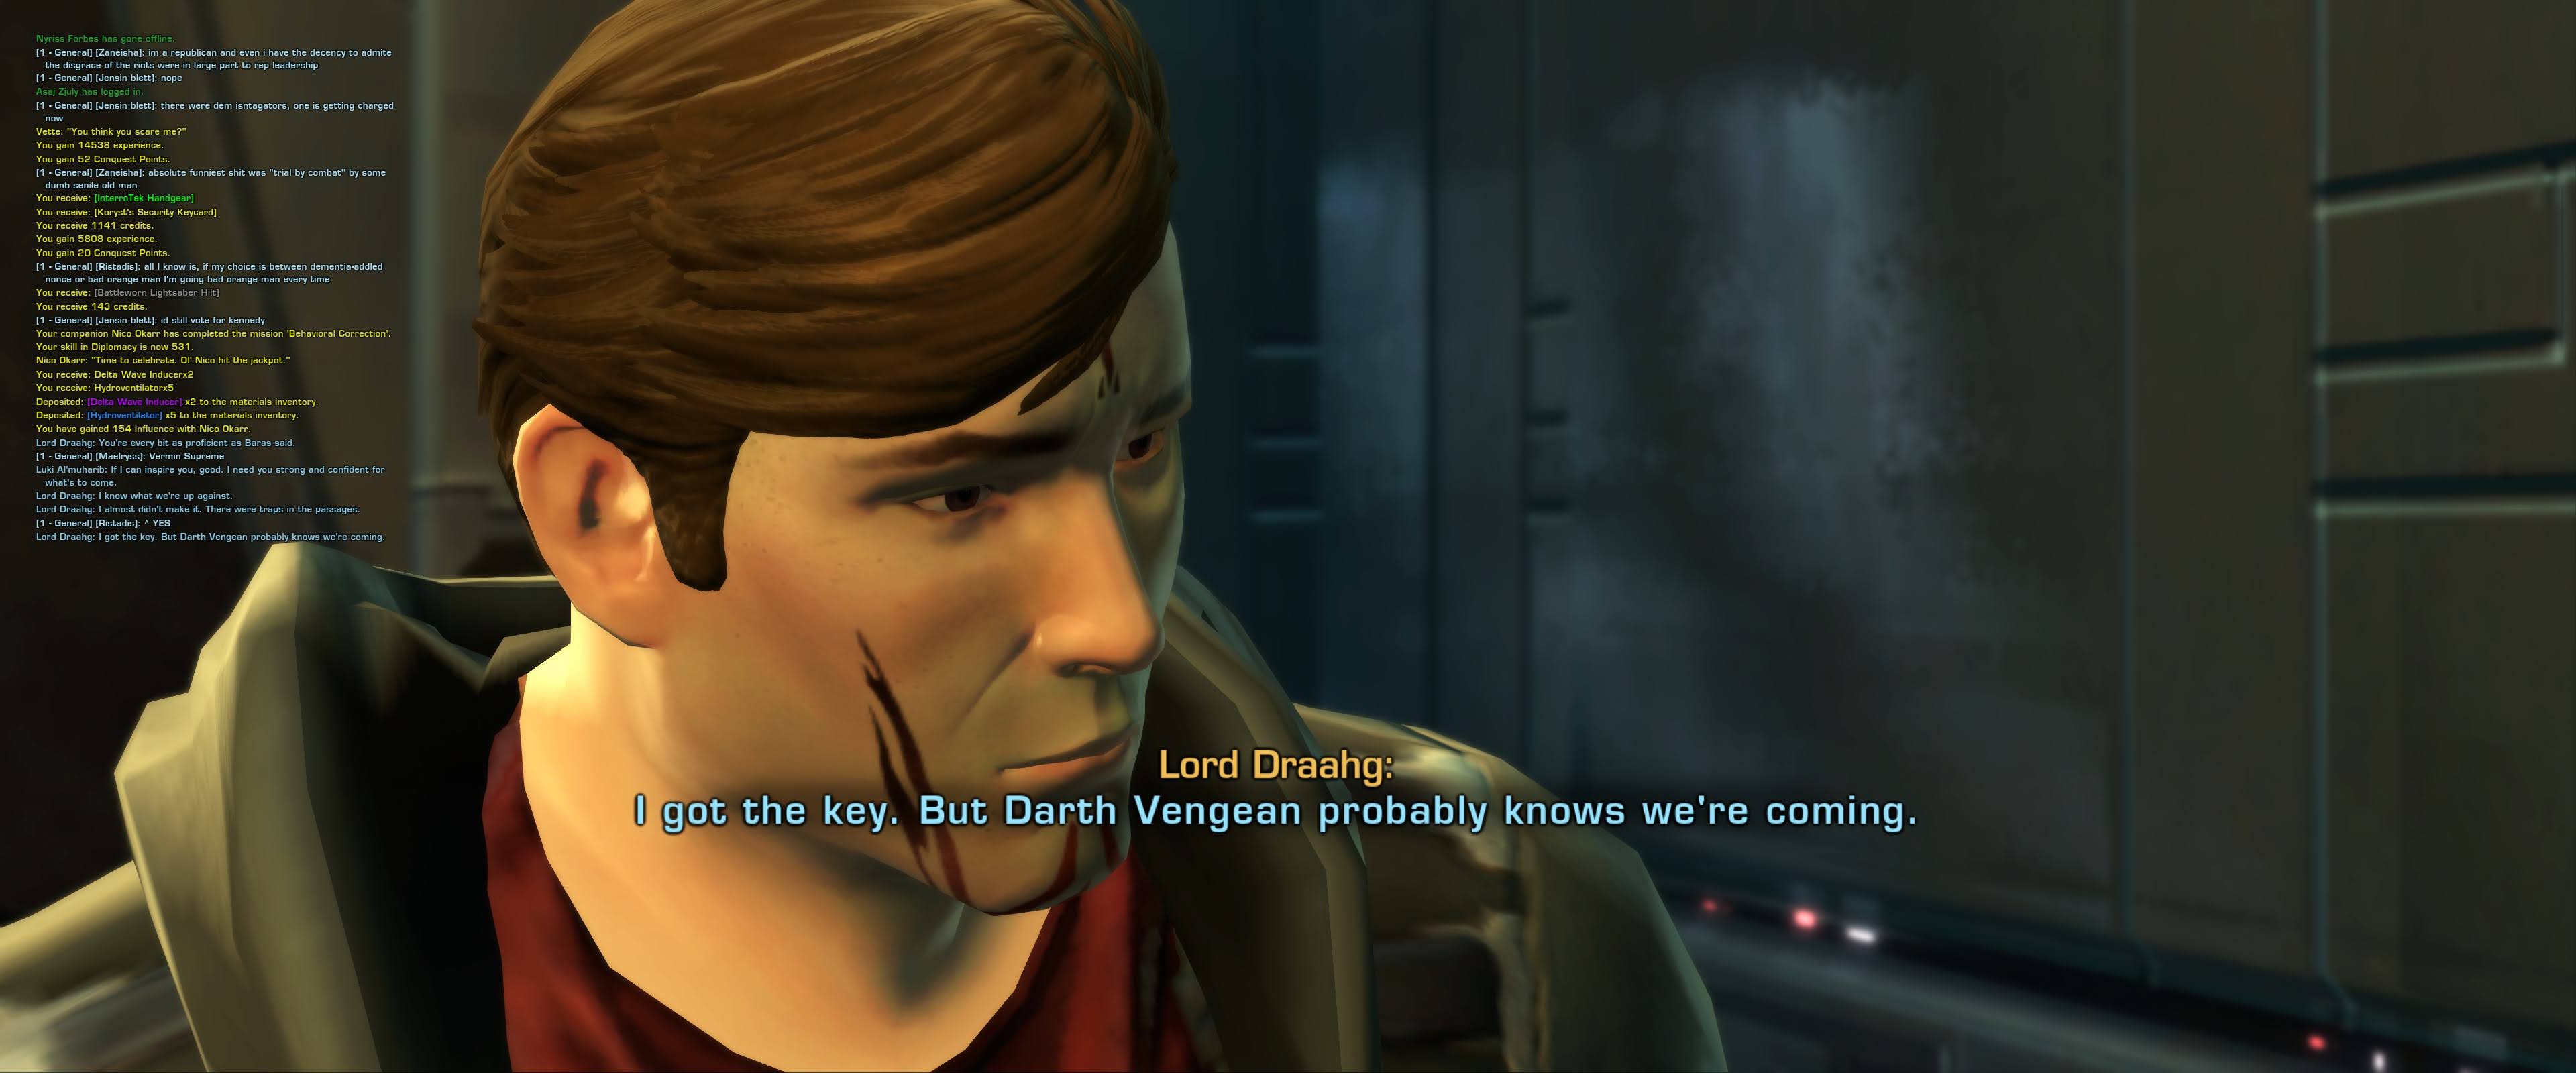 Nyriss Forbes has gone offline.
[1 - General] [Zaneisha]: im a republican and even i have the decency to admite
the disgrace of the riots were in large part to rep leadership
[1 - General] [Jensin blett]: nope
Asaj Zjuly has logged in.
[1 - General] [Jensin blett]: there were dem isntagators, one is getting charged
now
Vette: "You think you scare me?"
You gain 14538 experience.
You gain 52 Conquest Points.
[1 - General] [Zaneisha]: absolute funniest shit was "trial by combat" by some
dumb senile old man
You receive: [InterroTek Handgear]
You receive: [Koryst's Security Keycard]
You receive 1141 credits.
You gain 5808 experience.
You gain 20 Conquest Points.
[1 - General] [Ristadis]: all I know is, if my choice is between dementia-addled
nonce or bad orange man I'm going bad orange man every time
You receive: [Battleworn Lightsaber Hilt]
You receive 143 credits.
[1 - General] [Jensin blett]: id still vote for kennedy
Your companion Nico Okarr has completed the mission 'Behavioral Correction'.
Your skill in Diplomacy is now 531.
Nico Okarr: "Time to celebrate. Ol' Nico hit the jackpot."
You receive: Delta Wave Inducerx2
You receive: Hydroventilatorx5
Deposited: [Delta Wave Inducer] x2 to the materials inventory.
Deposited: [Hydroventilator] x5 to the materials inventory.
You have gained 154 influence with Nico Okarr.
Lord Draahg: You're every bit as proficient as Baras said.
[1 - General] [Maelryss]: Vermin Supreme
Luki Al'muharib: If I can inspire you, good. I need you strong and confident for
what's to come.
Lord Draahg: I know what we're up against.
Lord Draahg: I almost didn't make it. There were traps in the passages.
[1 - General] [Ristadis]: ^ YES
Lord Draahg: I got the key. But Darth Vengean probably knows we're coming.
Lord Draahg:
I got the key. But Darth Vengean probably knows we're coming.